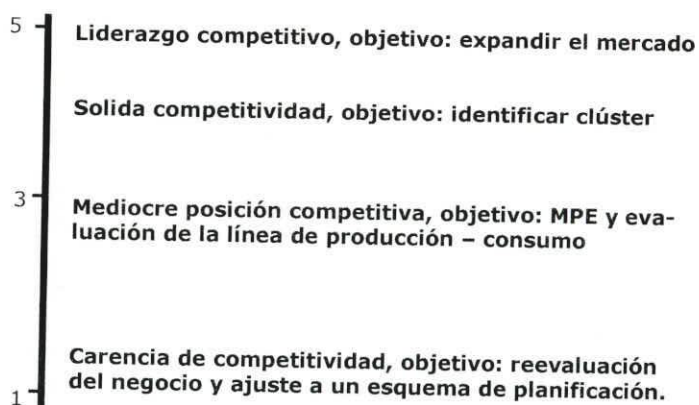 5
Liderazgo competitivo, objetivo: expandir el mercado
Solida competitividad, objetivo: identificar clúster
3
Mediocre posición competitiva, objetivo: MPE y eva-
luación de la línea de producción – consumo
Carencia de competitividad, objetivo: reevaluación
del negocio y ajuste a un esquema de planificación.
1